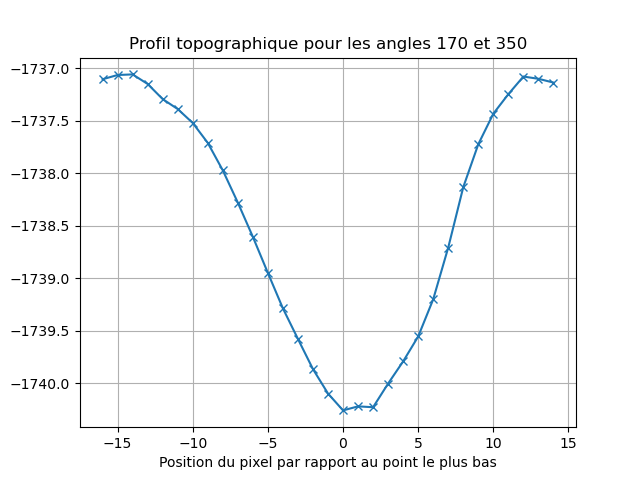 Profil topographique pour les angles 170 et 350
−1737.0
−1737.5
−1738.0
−1738.5
−1739.0
−1739.5
−1740.0
−15 −10 −5 0 5 10 15
Position du pixel par rapport au point le plus bas